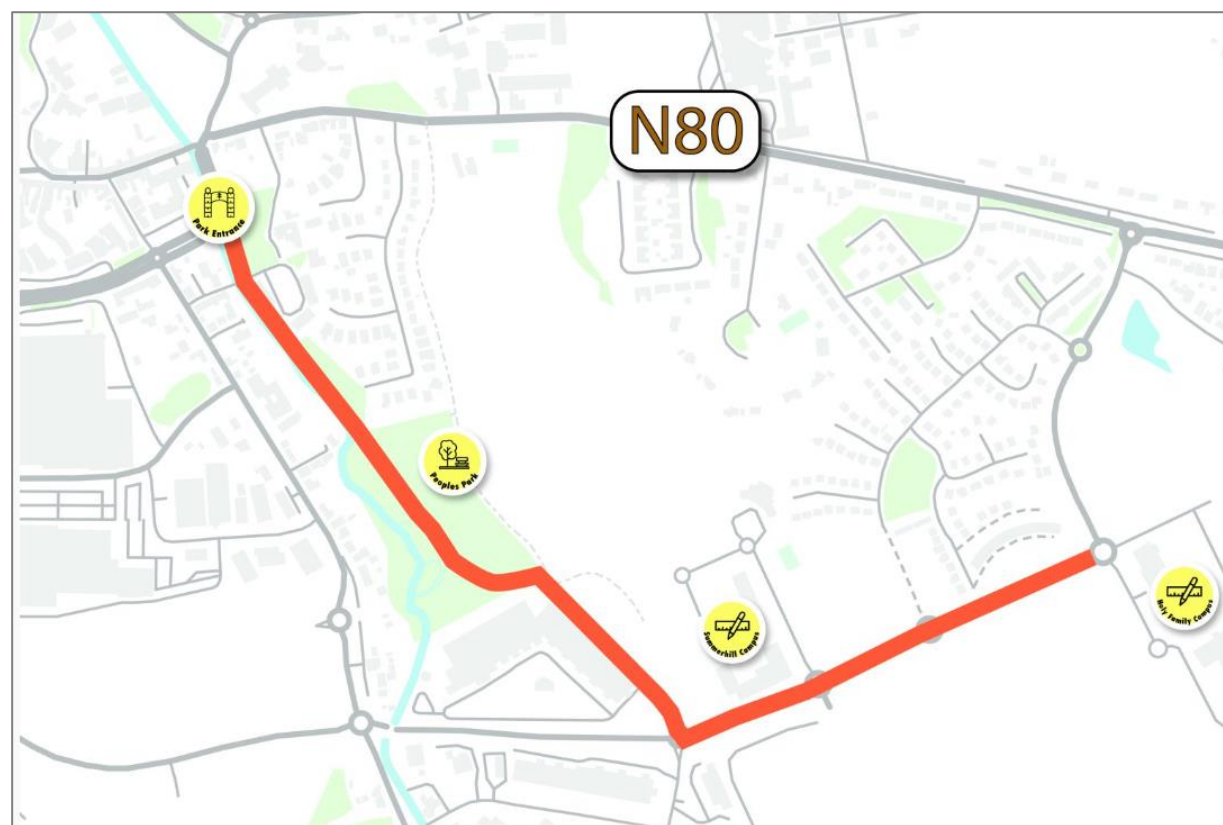 N80
Park Entrance
Peoples Park
Summerhill Campus
Holy Family Campus